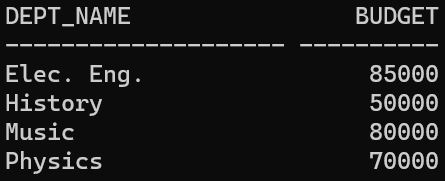 DEPT_NAME BUDGET
-------------------- ----------
Elec. Eng. 85000
History 50000
Music 80000
Physics 70000